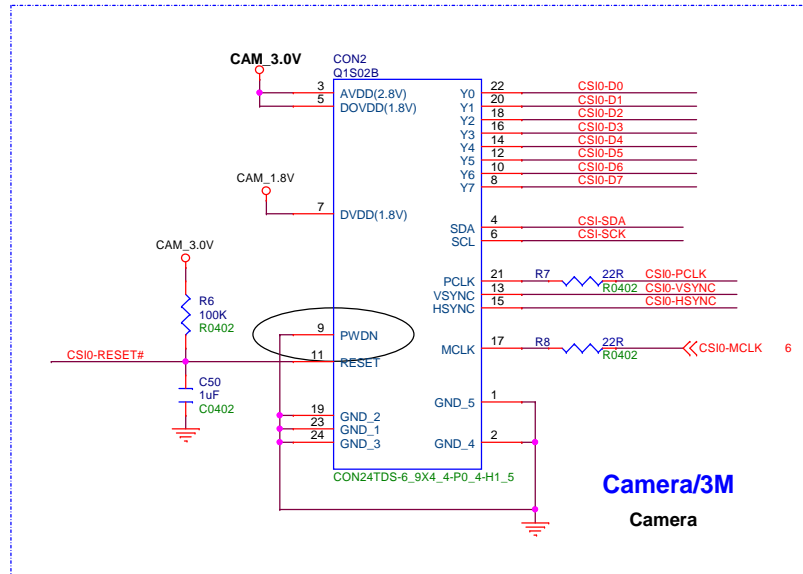 CAM_3.0V
CON2
Q1S02B
3 AVDD(2.8V)
5 DOVDD(1.8V)
CAM_1.8V
7 DVDD(1.8V)
CAM_3.0V
R6
100K
R0402
9 PWDN
CSI0-RESET#
11 RESET
C50
1uF
C0402
19 GND_2
23 GND_1
24 GND_3
Y0 22 CSI0-D0
Y1 20 CSI0-D1
Y2 18 CSI0-D2
Y3 16 CSI0-D3
Y4 14 CSI0-D4
Y5 12 CSI0-D5
Y6 10 CSI0-D6
Y7 8 CSI0-D7
SDA 4 CSI-SDA
SCL 6 CSI-SCK
PCLK 21 R7 22R CSI0-PCLK
R0402
VSYNC 13 CSI0-VSYNC
HSYNC 15 CSI0-HSYNC
MCLK 17 R8 22R CSI0-MCLK 6
R0402
GND_5 1
GND_4 2
CON24TDS-6_9X4_4-P0_4-H1_5
Camera/3M
Camera